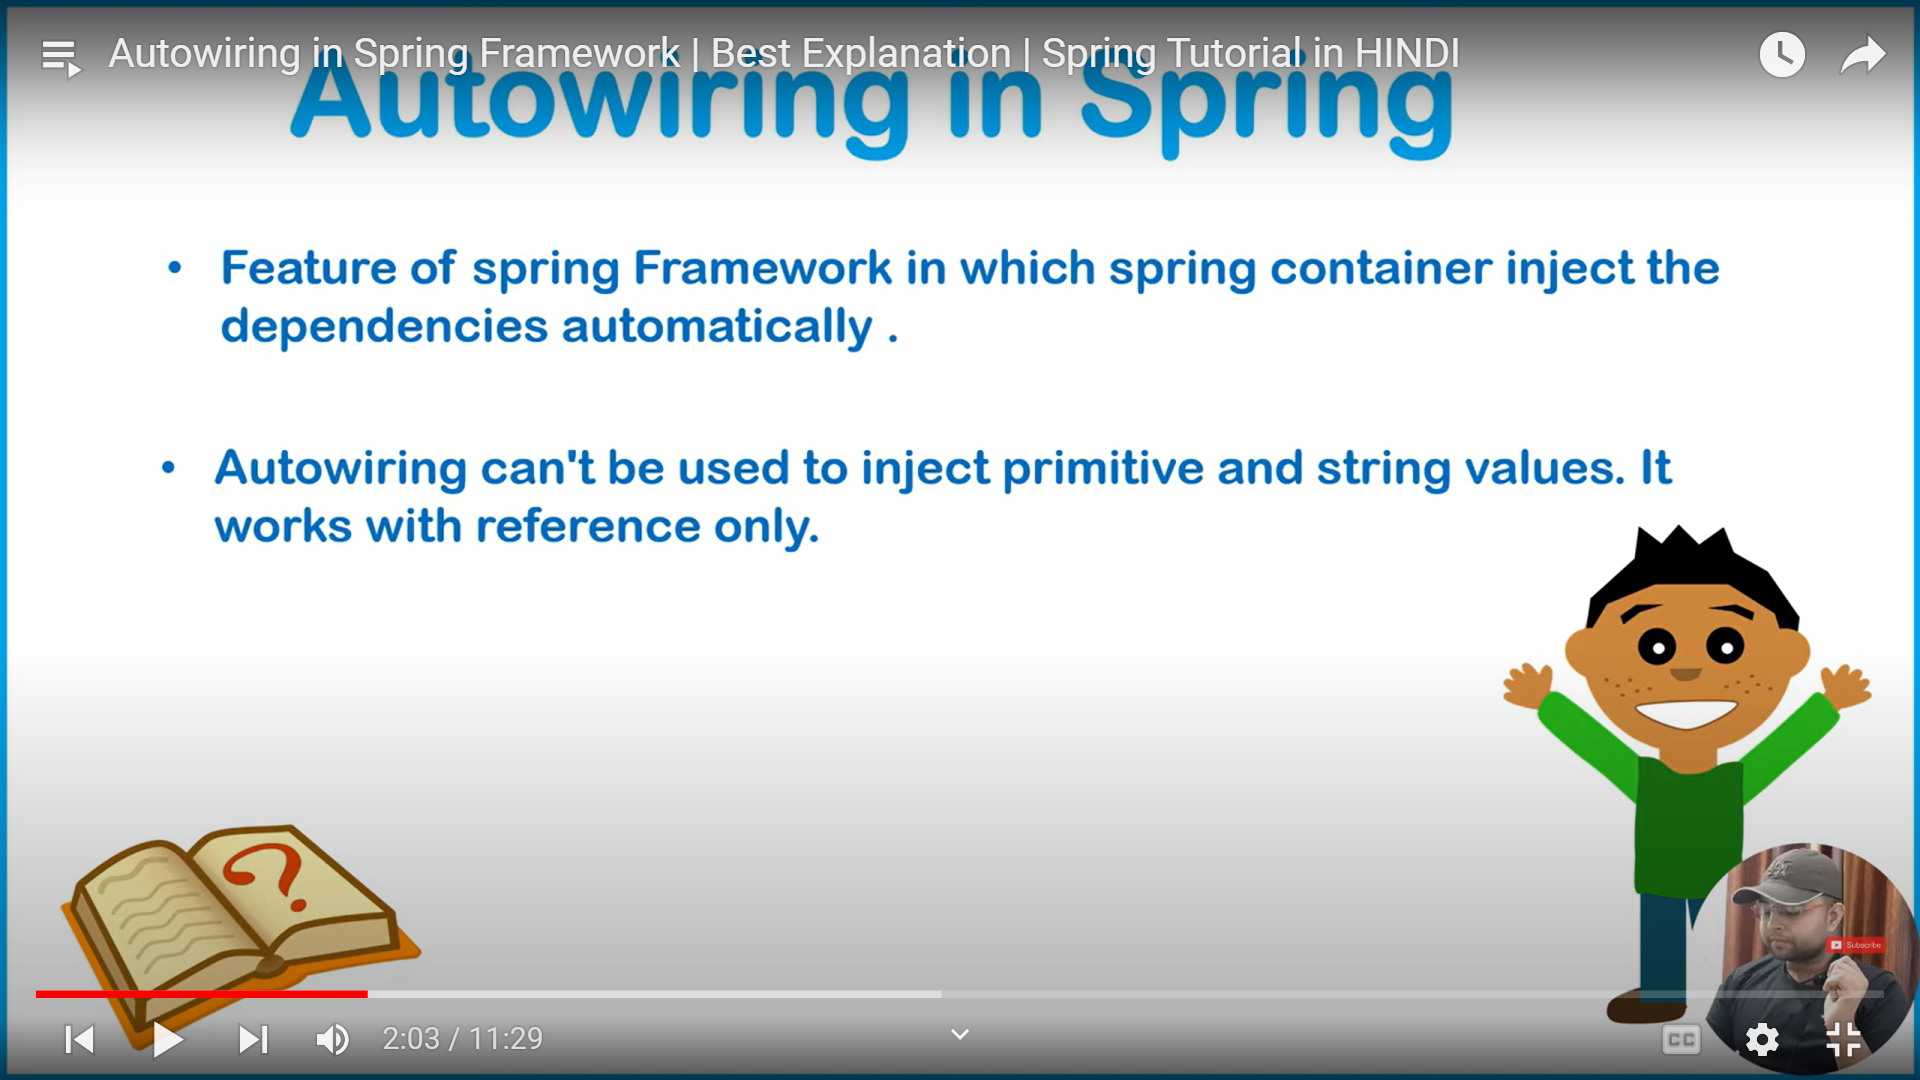 Autowiring in Spring Framework | Best Explanation | Spring Tutorial in HINDI
Autowiring in Spring
• Feature of spring Framework in which spring container inject the
dependencies automatically .
• Autowiring can't be used to inject primitive and string values. It
works with reference only.
?
Subscribe
2:03 / 11:29
CC